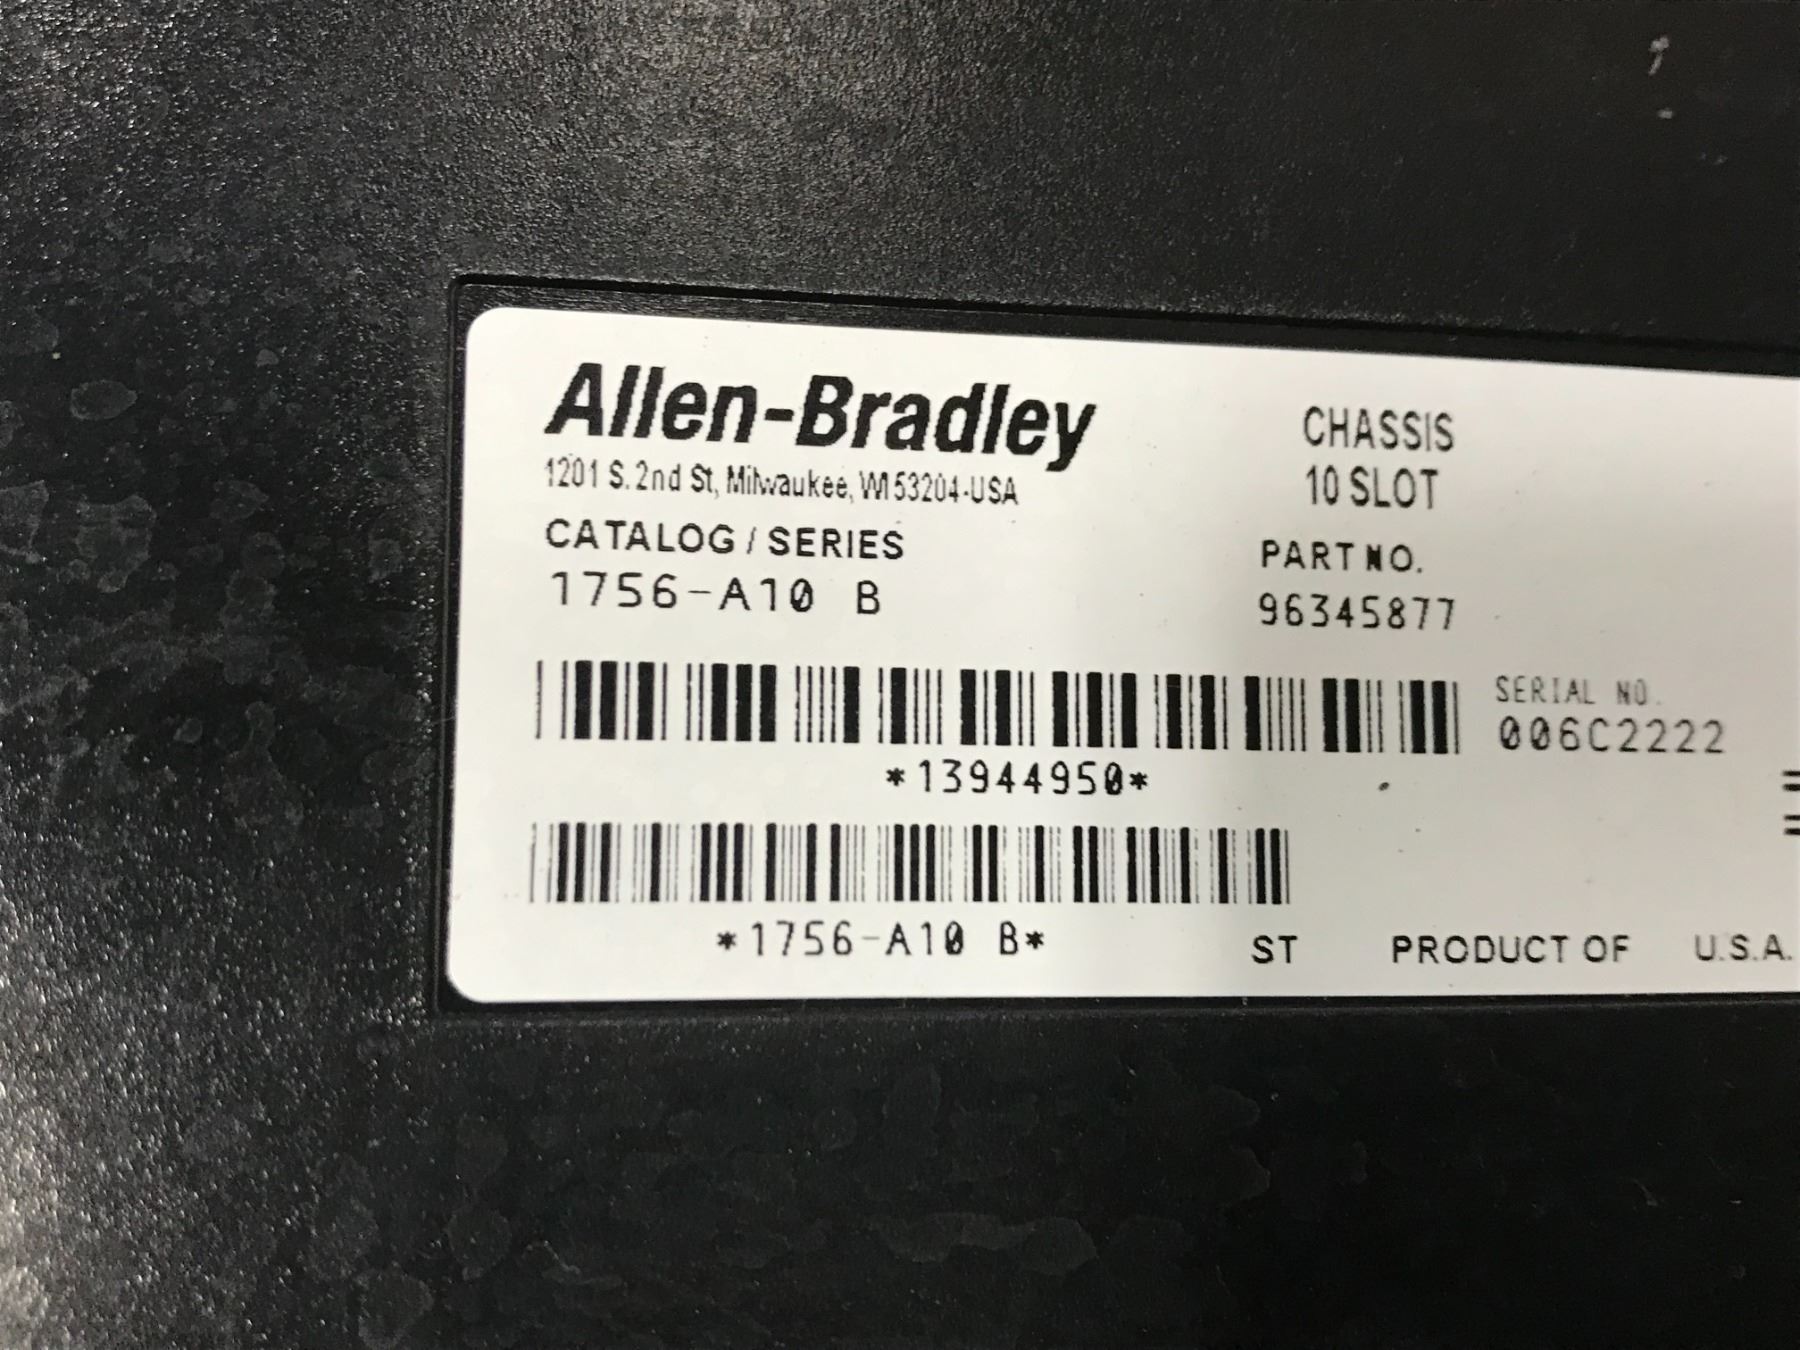 Allen-Bradley
1201 S. 2nd St, Milwaukee, WI 53204-USA
CHASSIS
10 SLOT
CATALOG / SERIES
1756-A10 B
PART NO.
96345877
SERIAL NO.
006C2222
*13944950*
*1756-A10 B*
ST PRODUCT OF U.S.A.